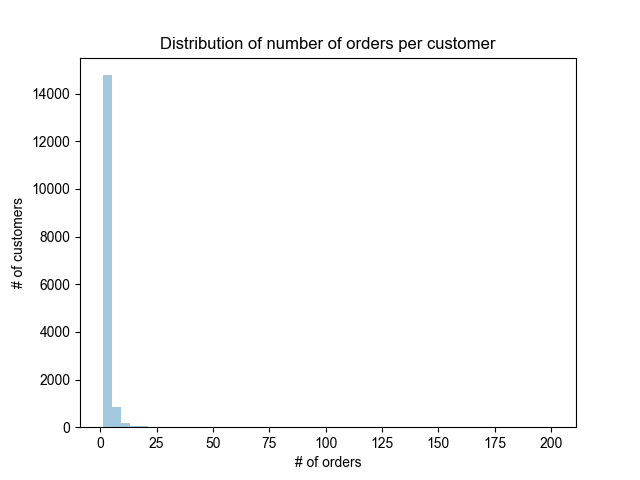 Distribution of number of orders per customer
14000
12000
10000
8000
6000
4000
2000
0
# of customers
0 25 50 75 100 125 150 175 200
# of orders